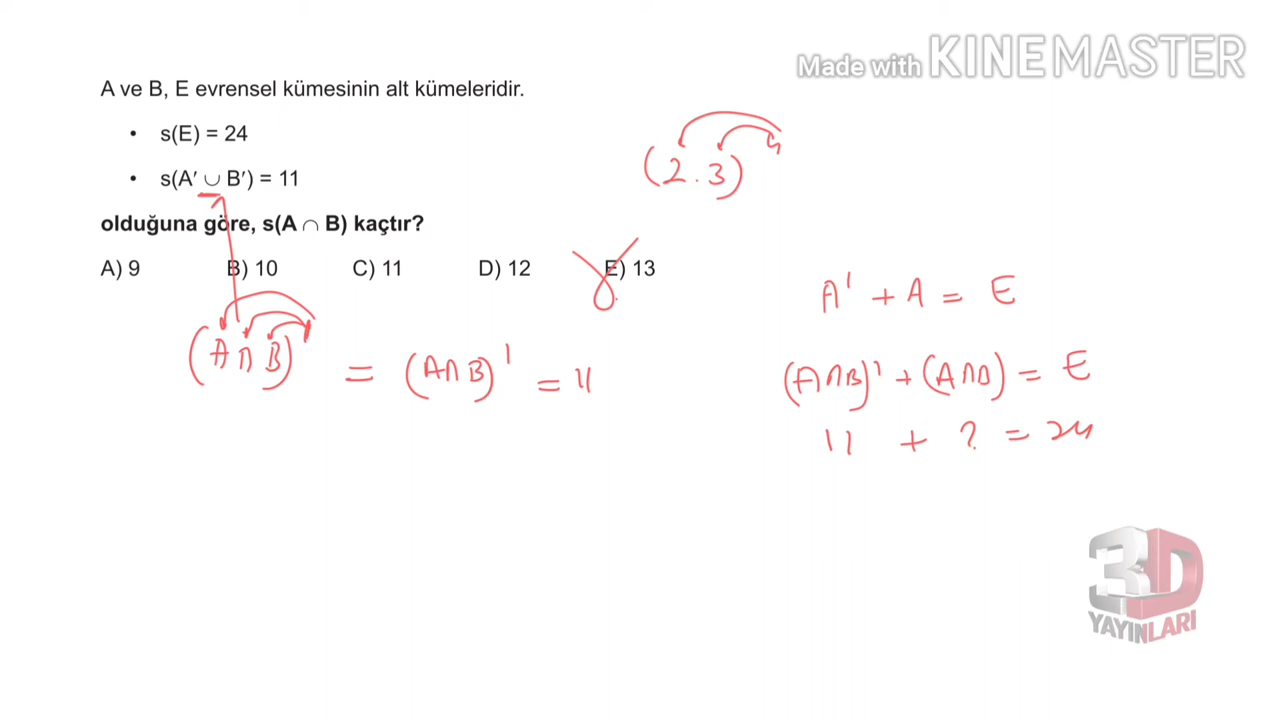 Made with KINEMASTER
A ve B, E evrensel kümesinin alt kümeleridir.
• s(E) = 24
• s(A′ ∪ B′) = 11
olduğuna göre, s(A ∩ B) kaçtır?
A) 9 B) 10 C) 11 D) 12 E) 13
(2.3)
(A∩B)' = (A∩B)' = 11
A' + A = E
(A∩B)' + (A∩B) = E
11 + ? = 24
3D
YAYINLARI